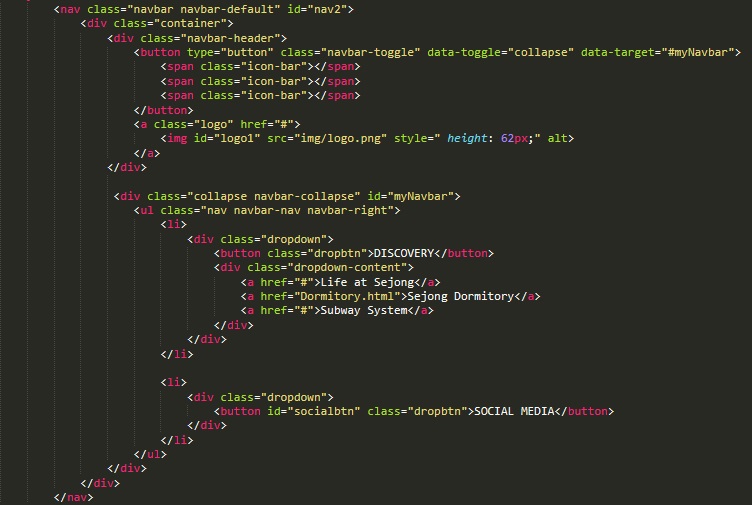 <nav class="navbar navbar-default" id="nav2">
<div class="container">
<div class="navbar-header">
<button type="button" class="navbar-toggle" data-toggle="collapse" data-target="#myNavbar">
<span class="icon-bar"></span>
<span class="icon-bar"></span>
<span class="icon-bar"></span>
</button>
<a class="logo" href="#">
<img id="logo1" src="img/logo.png" style=" height: 62px;" alt>
</a>
</div>
<div class="collapse navbar-collapse" id="myNavbar">
<ul class="nav navbar-nav navbar-right">
<li>
<div class="dropdown">
<button class="dropbtn">DISCOVERY</button>
<div class="dropdown-content">
<a href="#">Life at Sejong</a>
<a href="Dormitory.html">Sejong Dormitory</a>
<a href="#">Subway System</a>
</div>
</div>
</li>
<li>
<div class="dropdown">
<button id="socialbtn" class="dropbtn">SOCIAL MEDIA</button>
</div>
</li>
</ul>
</div>
</div>
</nav>